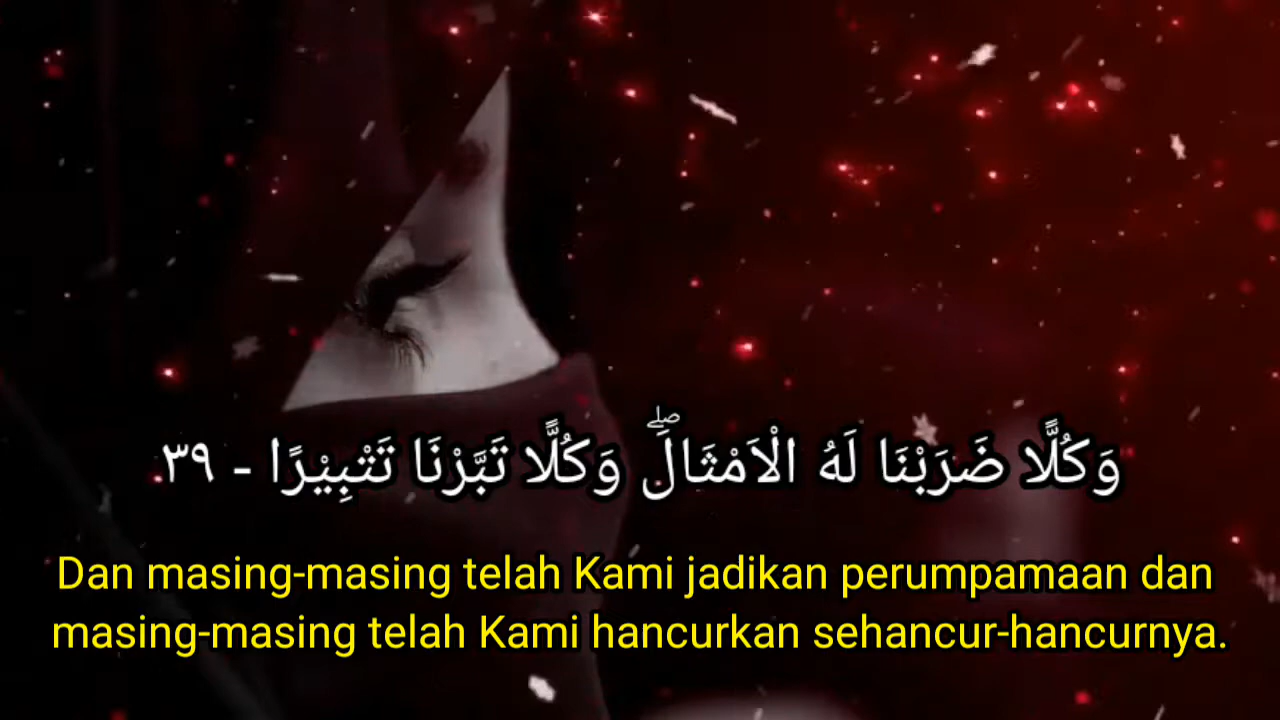 وَكُلًّا ضَرَبْنَا لَهُ الْاَمْثَالَۖ وَكُلًّا تَبَّرْنَا تَتْبِيْرًا - ٣٩
Dan masing-masing telah Kami jadikan perumpamaan dan
masing-masing telah Kami hancurkan sehancur-hancurnya.